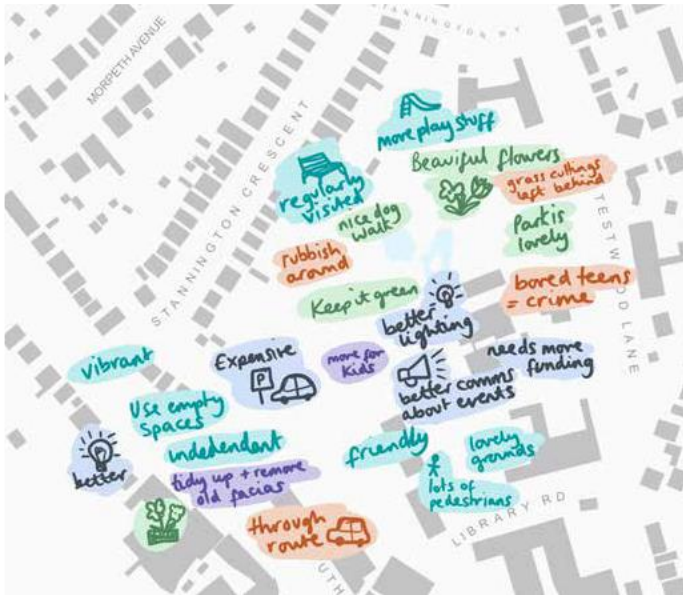 MORPETH AVENUE
STANNINGTON CRESCENT
more play stuff
Beautiful flowers
grass cuttings
left behind
regularly
visited
nice dog
walk
Park is
lovely
TESTWOOD LANE
rubbish
around
bored teens
= crime
Keep it green
better
lighting
vibrant
Expensive
P
more for
kids
needs more
funding
better comms
about events
Use empty
spaces
independent
friendly
lovely
grounds
better
tidy up + remove
old facias
lots of
pedestrians
through
route
LIBRARY RD
UTH